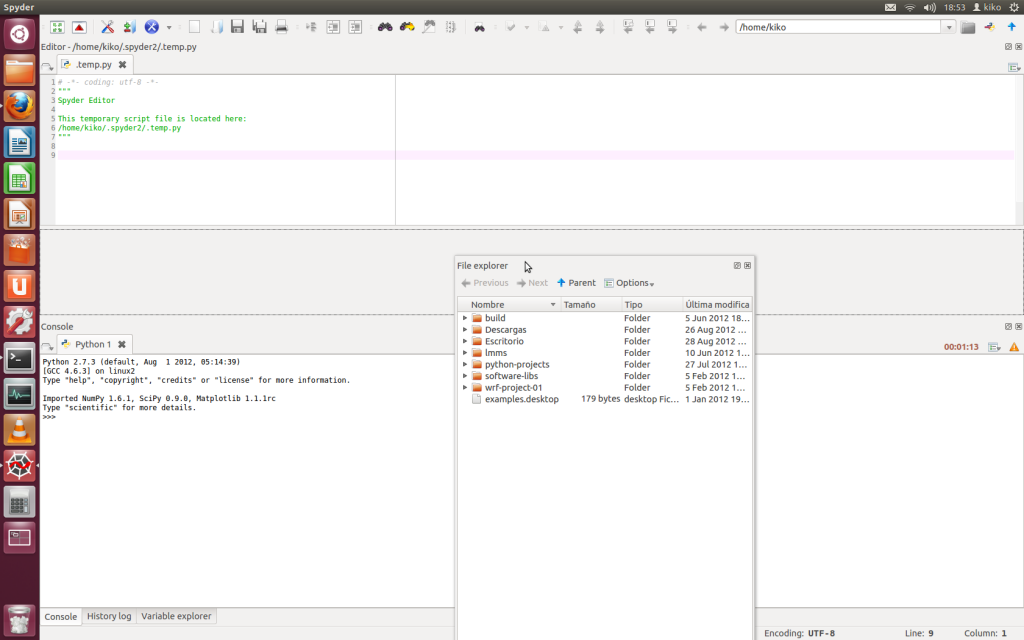 Spyder
18:53
kiko
/home/kiko
Editor - /home/kiko/.spyder2/.temp.py
.temp.py
1 # -*- coding: utf-8 -*-
2 """
3 Spyder Editor
4
5 This temporary script file is located here:
6 /home/kiko/.spyder2/.temp.py
7 """
8
9
File explorer
Previous Next Parent Options
Nombre Tamaño Tipo Última modifica
build Folder 5 Jun 2012 18...
Descargas Folder 26 Aug 2012 ...
Escritorio Folder 28 Aug 2012 ...
lmms Folder 10 Jun 2012 1...
python-projects Folder 27 Jul 2012 1...
software-libs Folder 5 Feb 2012 1...
wrf-project-01 Folder 5 Feb 2012 1...
examples.desktop 179 bytes desktop Fic... 1 Jan 2012 19...
Console
Python 1
00:01:13
Python 2.7.3 (default, Aug  1 2012, 05:14:39)
[GCC 4.6.3] on linux2
Type "help", "copyright", "credits" or "license" for more information.
Imported NumPy 1.6.1, SciPy 0.9.0, Matplotlib 1.1.1rc
Type "scientific" for more details.
>>>
Console History log Variable explorer
Encoding: UTF-8 Line: 9 Column: 1